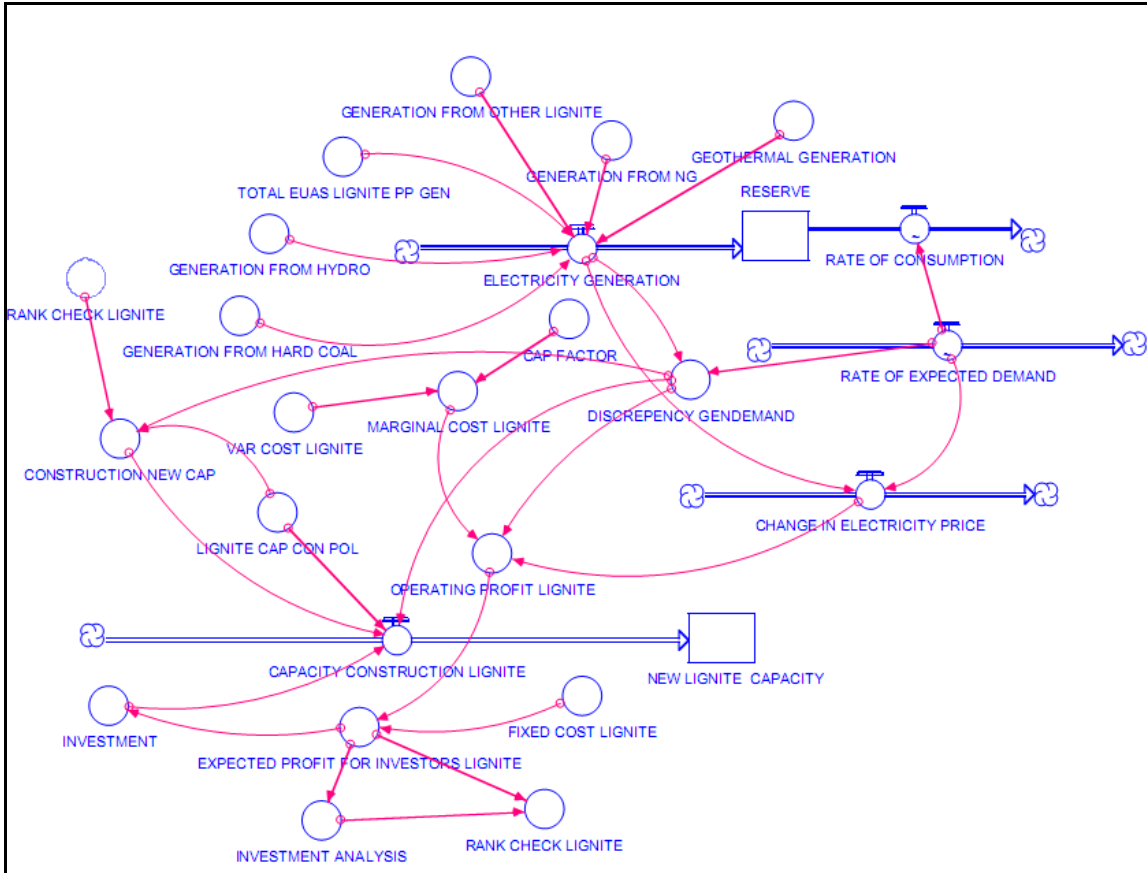 GENERATION FROM OTHER LIGNITE
GEOTHERMAL GENERATION
GENERATION FROM NG
TOTAL EUAS LIGNITE PP GEN
RESERVE
RATE OF CONSUMPTION
GENERATION FROM HYDRO
ELECTRICITY GENERATION
RANK CHECK LIGNITE
GENERATION FROM HARD COAL
CAP FACTOR
RATE OF EXPECTED DEMAND
DISCREPENCY GENDEMAND
MARGINAL COST LIGNITE
VAR COST LIGNITE
CONSTRUCTION NEW CAP
CHANGE IN ELECTRICITY PRICE
LIGNITE CAP CON POL
OPERATING PROFIT LIGNITE
CAPACITY CONSTRUCTION LIGNITE
NEW LIGNITE CAPACITY
FIXED COST LIGNITE
INVESTMENT
EXPECTED PROFIT FOR INVESTORS LIGNITE
RANK CHECK LIGNITE
INVESTMENT ANALYSIS